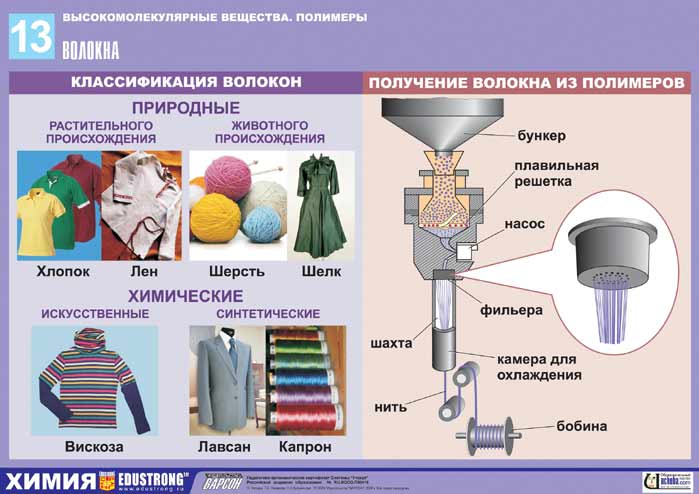 13
ВЫСОКОМОЛЕКУЛЯРНЫЕ ВЕЩЕСТВА. ПОЛИМЕРЫ
ВОЛОКНА
КЛАССИФИКАЦИЯ ВОЛОКОН
ПРИРОДНЫЕ
РАСТИТЕЛЬНОГО
ПРОИСХОЖДЕНИЯ
ЖИВОТНОГО
ПРОИСХОЖДЕНИЯ
Хлопок
Лен
Шерсть
Шелк
ХИМИЧЕСКИЕ
ИСКУССТВЕННЫЕ
СИНТЕТИЧЕСКИЕ
Вискоза
Лавсан
Капрон
ПОЛУЧЕНИЕ ВОЛОКНА ИЗ ПОЛИМЕРОВ
бункер
плавильная
решетка
насос
фильера
шахта
камера для
охлаждения
нить
бобина
ХИМИЯ
EDUSTRONG
www.edustrong.ru
ВАРСОН